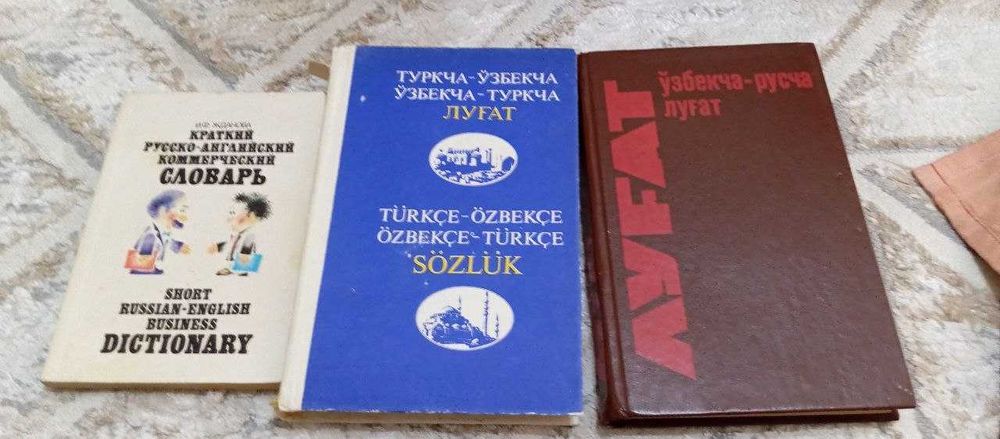 И.Ф. ЖДАНОВА
КРАТКИЙ
РУССКО-АНГЛИЙСКИЙ
КОММЕРЧЕСКИЙ
СЛОВАРЬ
SHORT
RUSSIAN-ENGLISH
BUSINESS
DICTIONARY
ТУРКЧА-ЎЗБЕКЧА
ЎЗБЕКЧА-ТУРКЧА
ЛУҒАТ
TÜRKÇE-ÖZBEKÇE
ÖZBEKÇE-TÜRKÇE
SÖZLÜK
ЛУҒАТ
ўзбекча-русча
луғат